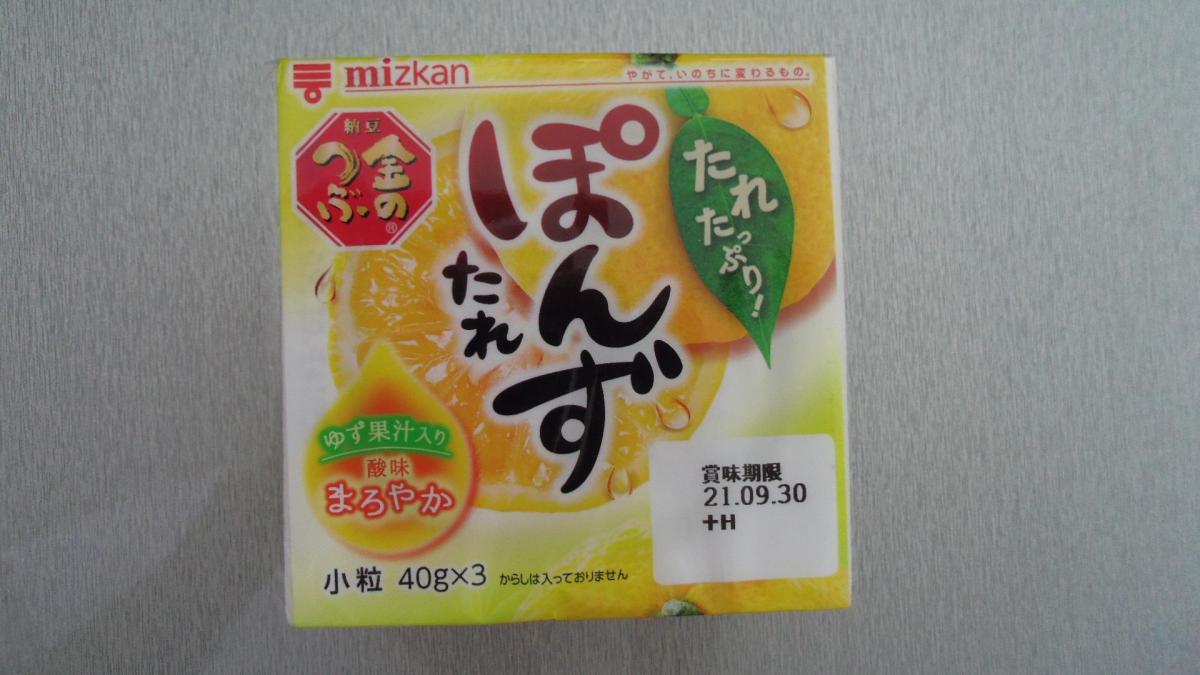 mizkan
やがて、いのちに変わるもの。
納豆
金の
つぶ®
ぽんず
たれ
たれ
たっぷり!
ゆず果汁入り
酸味
まろやか
賞味期限
21.09.30
+H
小粒 40g×3 からしは入っておりません